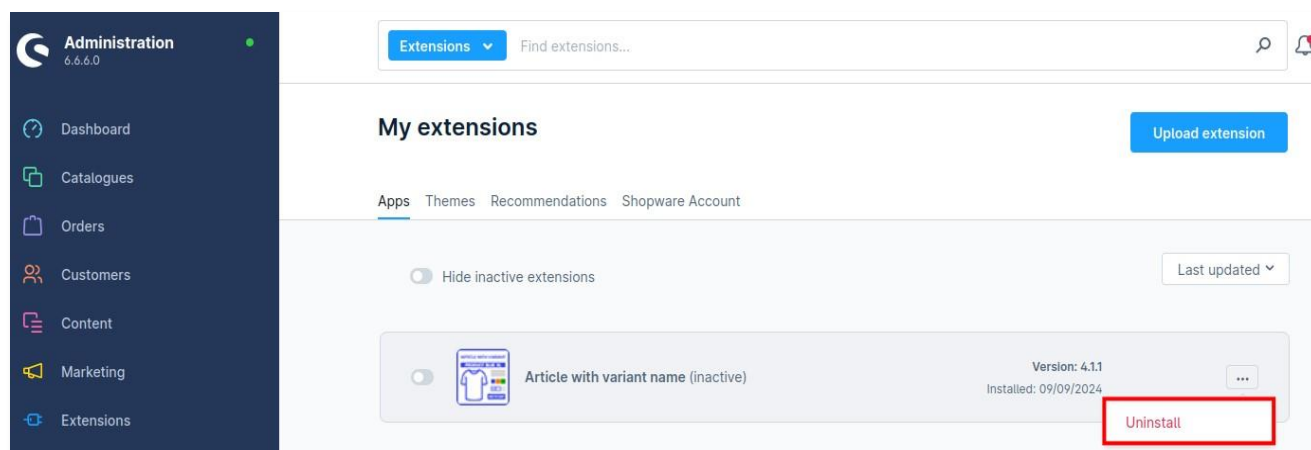 Administration
6.6.6.0
Extensions
Find extensions...
Dashboard
Catalogues
Orders
Customers
Content
Marketing
Extensions
My extensions
Upload extension
Apps Themes Recommendations Shopware Account
Hide inactive extensions
Last updated
Article with variant name (inactive)
Version: 4.1.1
Installed: 09/09/2024
...
Uninstall